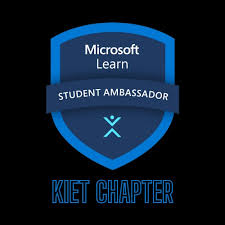 Microsoft
Learn
STUDENT AMBASSADOR
KIET CHAPTER